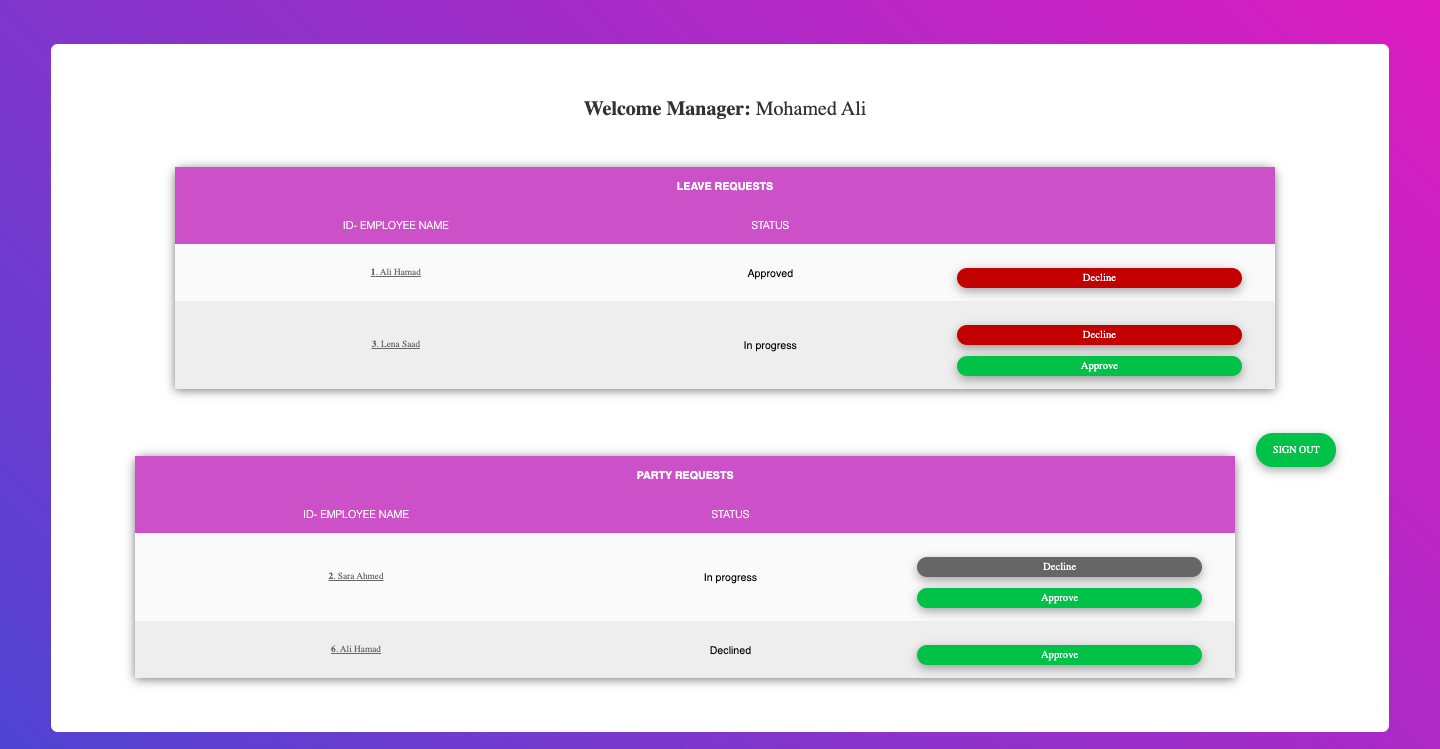 Welcome Manager: Mohamed Ali
LEAVE REQUESTS
ID- EMPLOYEE NAME STATUS
1. Ali Hamad Approved Decline
3. Lena Saad In progress Decline
Approve
SIGN OUT
PARTY REQUESTS
ID- EMPLOYEE NAME STATUS
2. Sara Ahmed In progress Decline
Approve
6. Ali Hamad Declined Approve